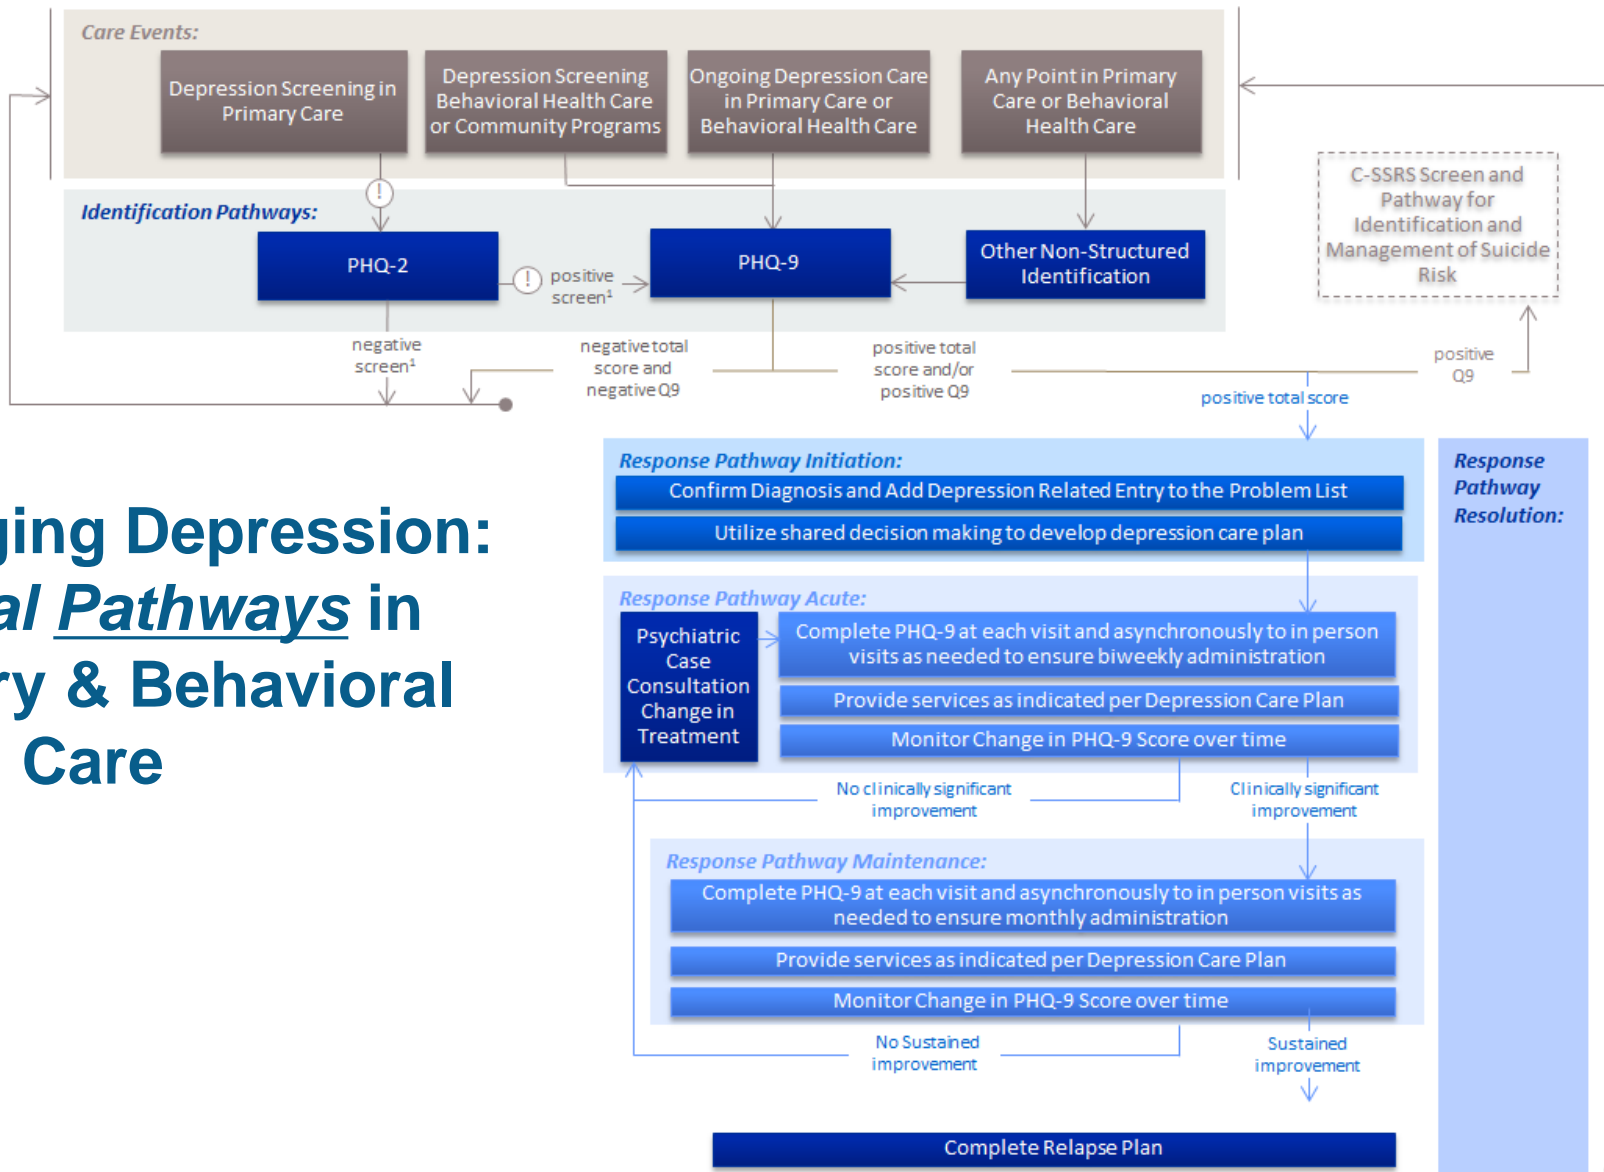 Care Events:
Depression Screening in
Primary Care
Depression Screening
Behavioral Health Care
or Community Programs
Ongoing Depression Care
in Primary Care or
Behavioral Health Care
Any Point in Primary
Care or Behavioral
Health Care
C-SSRS Screen and
Pathway for
Identification and
Management of Suicide
Risk
Identification Pathways:
!
PHQ-2
!
positive
screen¹
PHQ-9
Other Non-Structured
Identification
negative
screen¹
negative total
score and
negative Q9
positive total
score and/or
positive Q9
positive
Q9
positive total score
ging Depression:
al Pathways in
ry & Behavioral
Care
Response Pathway Initiation:
Confirm Diagnosis and Add Depression Related Entry to the Problem List
Utilize shared decision making to develop depression care plan
Response
Pathway
Resolution:
Response Pathway Acute:
Psychiatric
Case
Consultation
Change in
Treatment
Complete PHQ-9 at each visit and asynchronously to in person
visits as needed to ensure biweekly administration
Provide services as indicated per Depression Care Plan
Monitor Change in PHQ-9 Score over time
No clinically significant
improvement
Clinically significant
improvement
Response Pathway Maintenance:
Complete PHQ-9 at each visit and asynchronously to in person visits as
needed to ensure monthly administration
Provide services as indicated per Depression Care Plan
Monitor Change in PHQ-9 Score over time
No Sustained
improvement
Sustained
improvement
Complete Relapse Plan